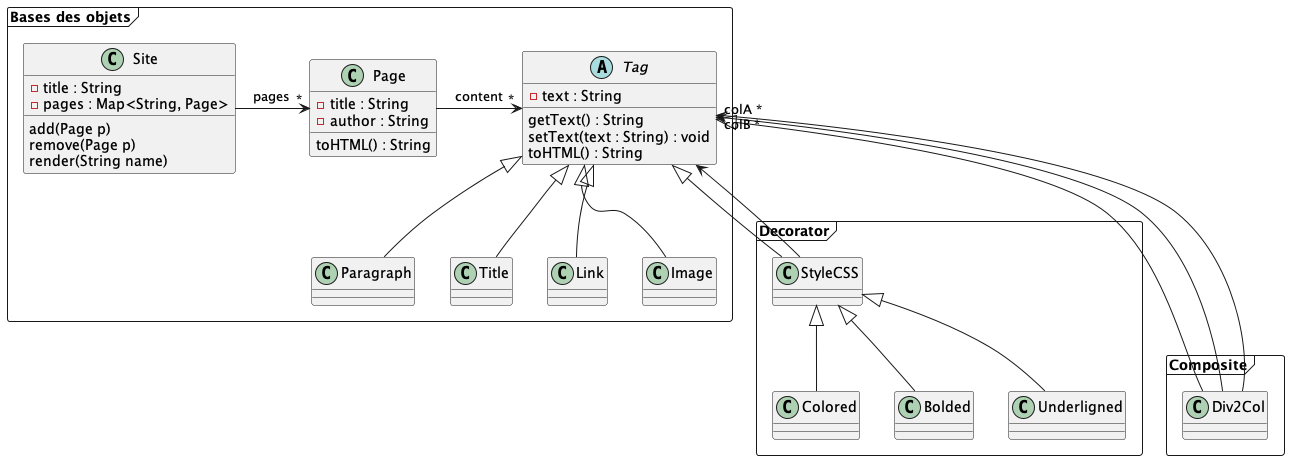 Bases des objets
C Site
title : String
pages : Map<String, Page>
add(Page p)
remove(Page p)
render(String name)
pages *
C Page
title : String
author : String
toHTML() : String
content *
A Tag
text : String
getText() : String
setText(text : String) : void
toHTML() : String
colA *
colB *
C Paragraph
C Title
C Link
C Image
Decorator
C StyleCSS
C Colored
C Bolded
C Underligned
Composite
C Div2Col